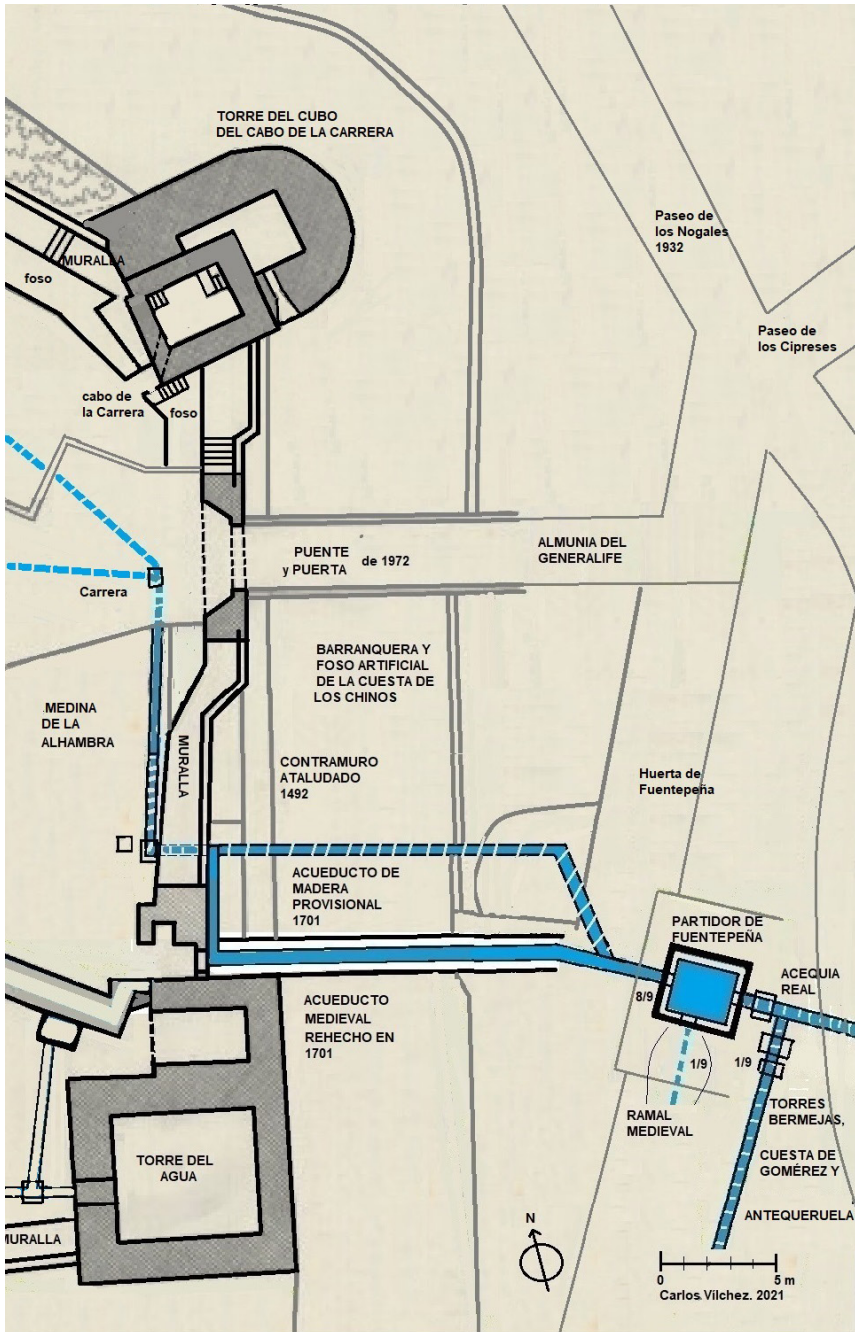 TORRE DEL CUBO
DEL CABO DE LA CARRERA
Paseo de
los Nogales
1932
MURALLA
foso
Paseo de
los Cipreses
cabo de
la Carrera
foso
PUENTE
y PUERTA
de 1972
ALMUNIA DEL
GENERALIFE
Carrera
BARRANQUERA Y
FOSO ARTIFICIAL
DE LA CUESTA DE
LOS CHINOS
MEDINA
DE LA
ALHAMBRA
MURALLA
CONTRAMURO
ATALUDADO
1492
Huerta de
Fuentepeña
ACUEDUCTO DE
MADERA
PROVISIONAL
1701
PARTIDOR DE
FUENTEPEÑA
ACEQUIA
REAL
8/9
ACUEDUCTO
MEDIEVAL
REHECHO EN
1701
1/9
1/9
RAMAL
MEDIEVAL
TORRES
BERMEJAS,
CUESTA DE
GOMÉREZ Y
ANTEQUERUELA
TORRE DEL
AGUA
MURALLA
N
0 5 m
Carlos Vílchez. 2021